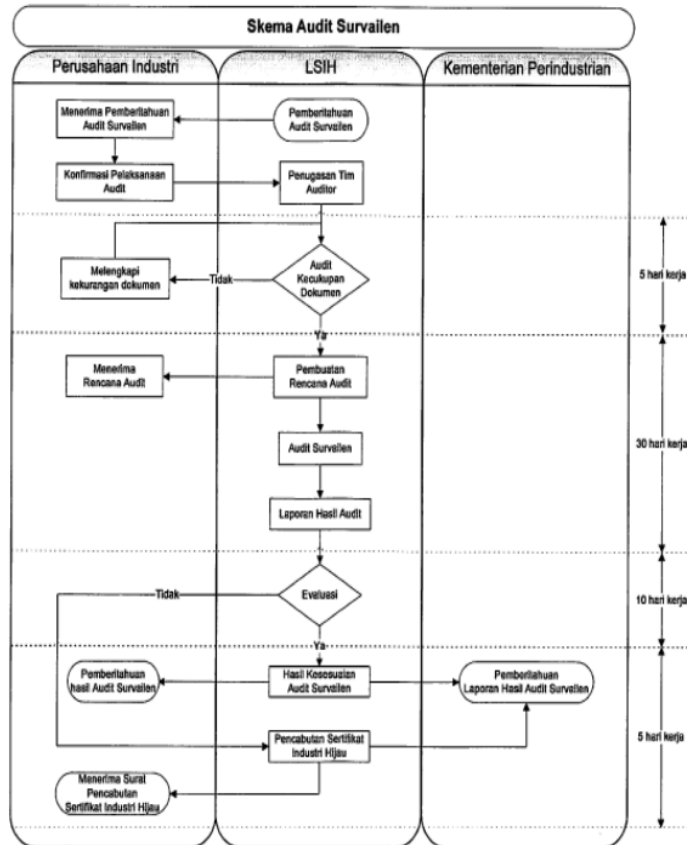 Skema Audit Survailen
Perusahaan Industri
LSIH
Kementerian Perindustrian
Menerima Pemberitahuan
Audit Survailen
Pemberitahuan
Audit Survailen
Konfirmasi Pelaksanaan
Audit
Penugasan Tim
Auditor
Melengkapi
kekurangan dokumen
Tidak
Audit
Kecukupan
Dokumen
5 hari kerja
Ya
Menerima
Rencana Audit
Pembuatan
Rencana Audit
Audit Survailen
30 hari kerja
Laporan Hasil Audit
Tidak
Evaluasi
10 hari kerja
Ya
Pemberitahuan
hasil Audit Survailen
Hasil Kesesuaian
Audit Survailen
Pemberitahuan
Laporan Hasil Audit Survailen
Pencabutan Sertifikat
Industri Hijau
5 hari kerja
Menerima Surat
Pencabutan
Sertifikat Industri Hijau